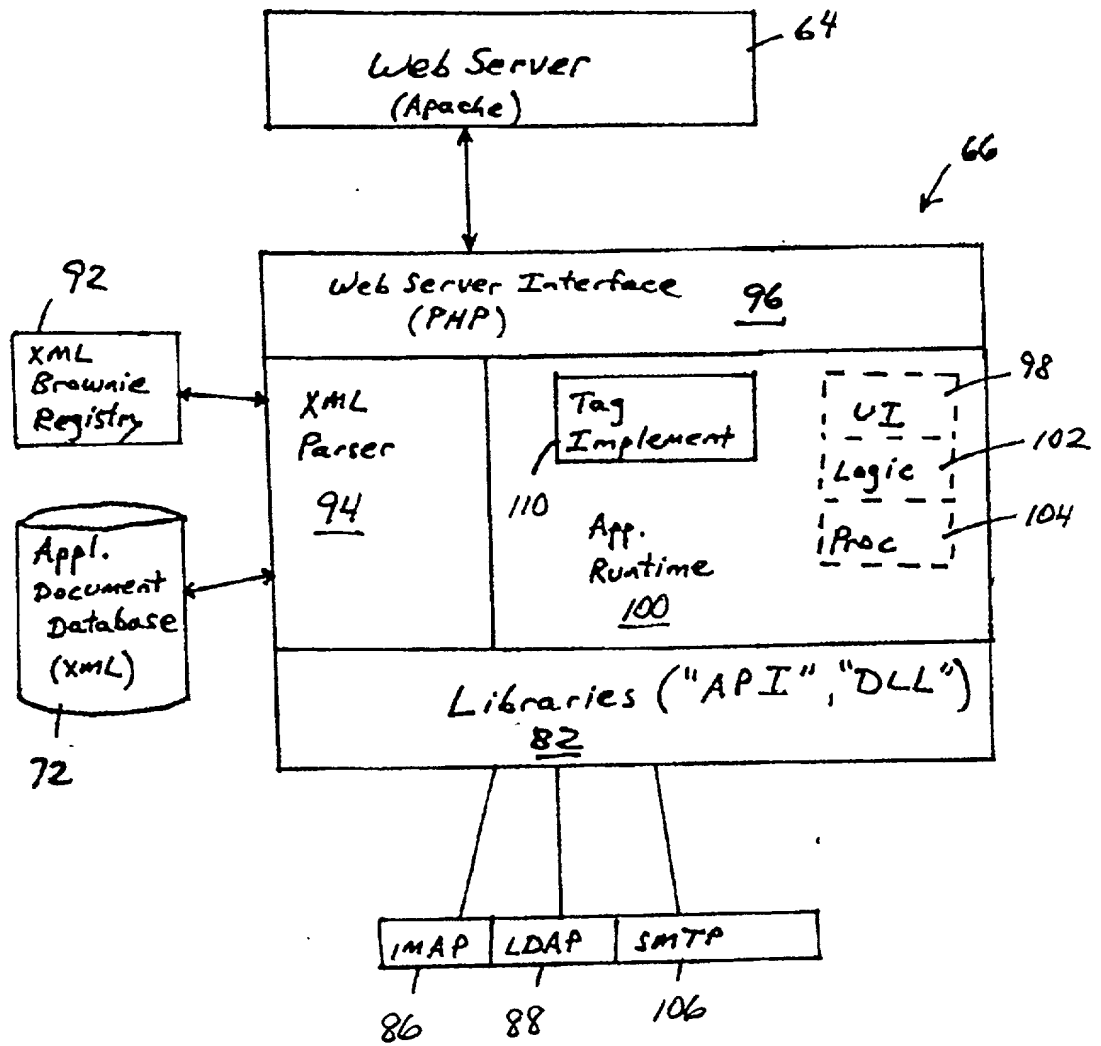 Web Server
(Apache)
64
66
Web Server Interface
(PHP)
96
92
XML
Brownie
Registry
XML
Parser
94
Tag
Implement
110
App.
Runtime
100
UI
98
Logic
102
Proc
104
Appl.
Document
Database
(XML)
72
Libraries ("API", "DLL")
82
IMAP
LDAP
SMTP
86
88
106